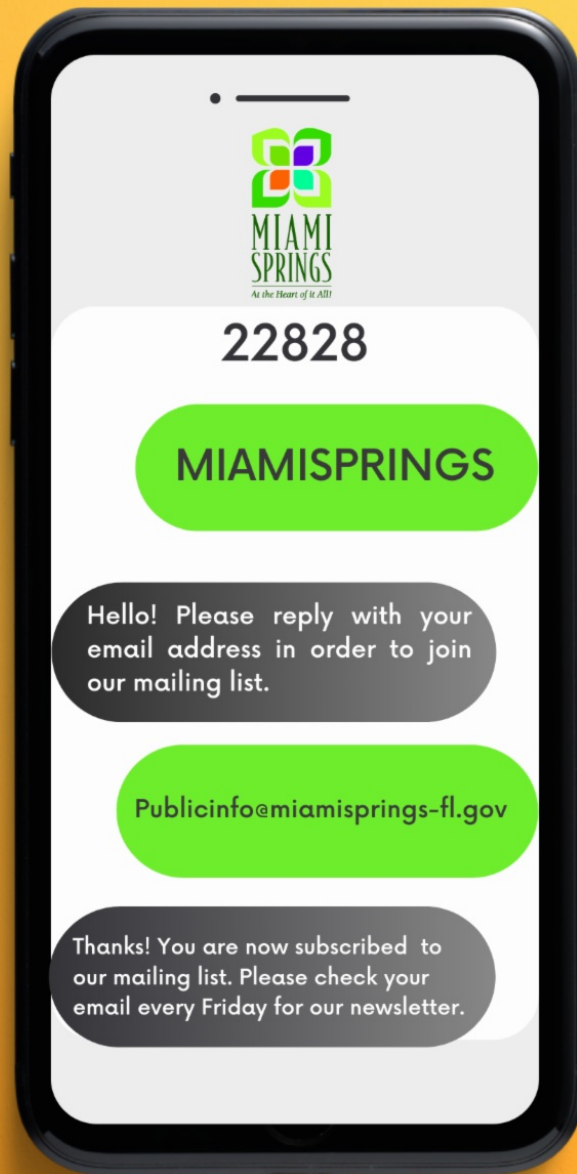 MIAMI
SPRINGS
At the Heart of it All!
22828
MIAMISPRINGS
Hello! Please reply with your
email address in order to join
our mailing list.
Publicinfo@miamisprings-fl.gov
Thanks! You are now subscribed to
our mailing list. Please check your
email every Friday for our newsletter.